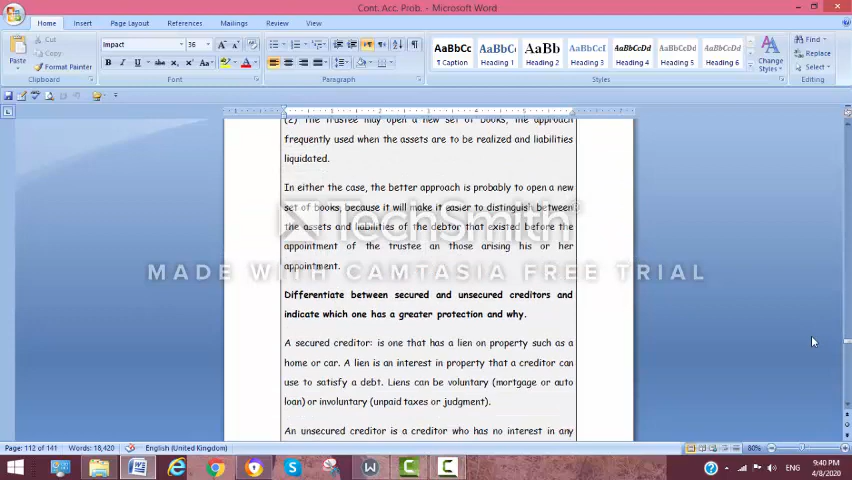 Cont. Acc. Prob. - Microsoft Word
Home Insert Page Layout References Mailings Review View
Paste
Cut
Copy
Format Painter
Clipboard
Impact 36
Font
Paragraph
AaBbCc AaBbCc AaBb AaBbCcI AaBbCcDd AaBbCcDd AaBbCcDd
¶ Caption Heading 1 Heading 2 Heading 3 Heading 4 Heading 5 Heading 6
Styles
Change Styles
Find
Replace
Select
Editing
(2) The trustee may open a new set of books, the approach
frequently used when the assets are to be realized and liabilities
liquidated.
In either the case, the better approach is probably to open a new
set of books, because it will make it easier to distinguish between
the assets and liabilities of the debtor that existed before the
appointment of the trustee an those arising his or her
appointment.
TechSmith
MADE WITH CAMTASIA FREE TRIAL
Differentiate between secured and unsecured creditors and
indicate which one has a greater protection and why.
A secured creditor: is one that has a lien on property such as a
home or car. A lien is an interest in property that a creditor can
use to satisfy a debt. Liens can be voluntary (mortgage or auto
loan) or involuntary (unpaid taxes or judgment).
An unsecured creditor is a creditor who has no interest in any
Page: 112 of 141 Words: 18,420 English (United Kingdom) 80%
ENG
9:40 PM
4/8/2020